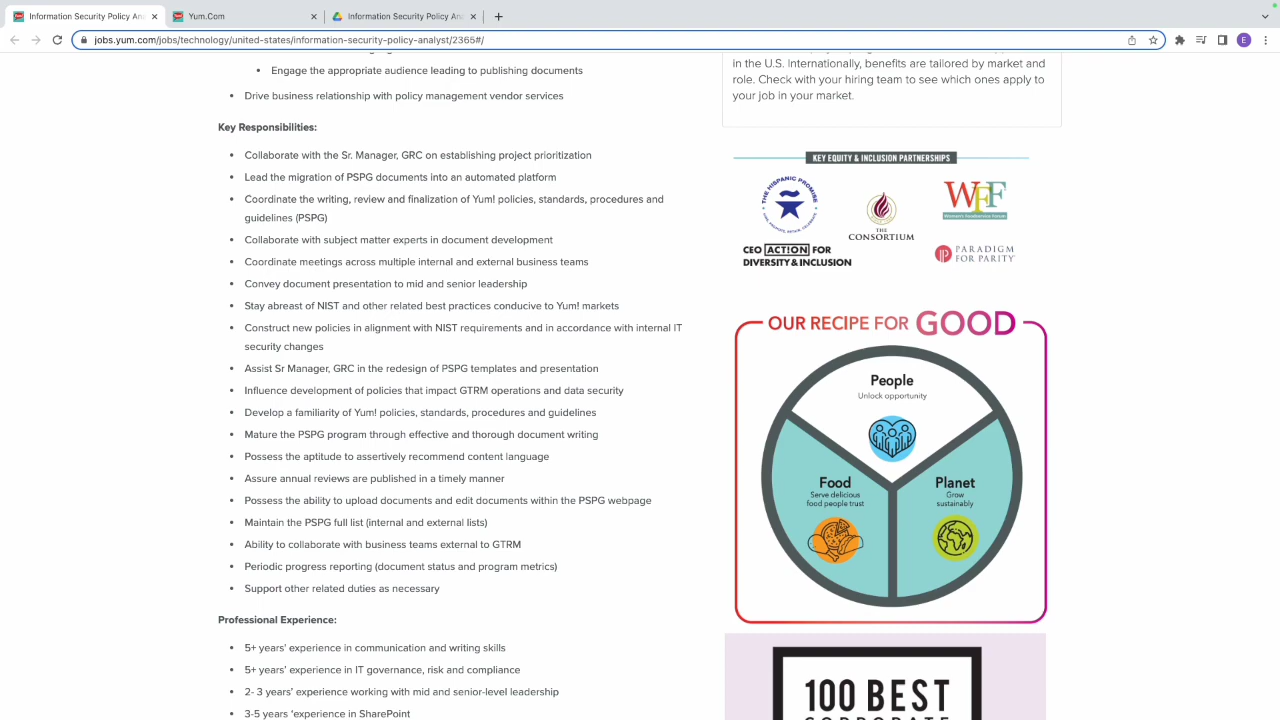 Information Security Policy An
Yum.Com
Information Security Policy Ana
jobs.yum.com/jobs/technology/united-states/information-security-policy-analyst/2365#/
E
Engage the appropriate audience leading to publishing documents
Drive business relationship with policy management vendor services
Key Responsibilities:
Collaborate with the Sr. Manager, GRC on establishing project prioritization
Lead the migration of PSPG documents into an automated platform
Coordinate the writing, review and finalization of Yum! policies, standards, procedures and
guidelines (PSPG)
Collaborate with subject matter experts in document development
Coordinate meetings across multiple internal and external business teams
Convey document presentation to mid and senior leadership
Stay abreast of NIST and other related best practices conducive to Yum! markets
Construct new policies in alignment with NIST requirements and in accordance with internal IT
security changes
Assist Sr Manager, GRC in the redesign of PSPG templates and presentation
Influence development of policies that impact GTRM operations and data security
Develop a familiarity of Yum! policies, standards, procedures and guidelines
Mature the PSPG program through effective and thorough document writing
Possess the aptitude to assertively recommend content language
Assure annual reviews are published in a timely manner
Possess the ability to upload documents and edit documents within the PSPG webpage
Maintain the PSPG full list (internal and external lists)
Ability to collaborate with business teams external to GTRM
Periodic progress reporting (document status and program metrics)
Support other related duties as necessary
Professional Experience:
5+ years' experience in communication and writing skills
5+ years' experience in IT governance, risk and compliance
2- 3 years' experience working with mid and senior-level leadership
3-5 years 'experience in SharePoint
in the U.S. Internationally, benefits are tailored by market and
role. Check with your hiring team to see which ones apply to
your job in your market.
KEY EQUITY & INCLUSION PARTNERSHIPS
THE HISPANIC PROMISE
THE
CONSORTIUM
WFF
Women's Foodservice Forum
CEO ACT!ON FOR
DIVERSITY & INCLUSION
PARADIGM
FOR PARITY
OUR RECIPE FOR GOOD
People
Unlock opportunity
Food
Serve delicious
food people trust
Planet
Grow
sustainably
100 BEST
CORPORATE